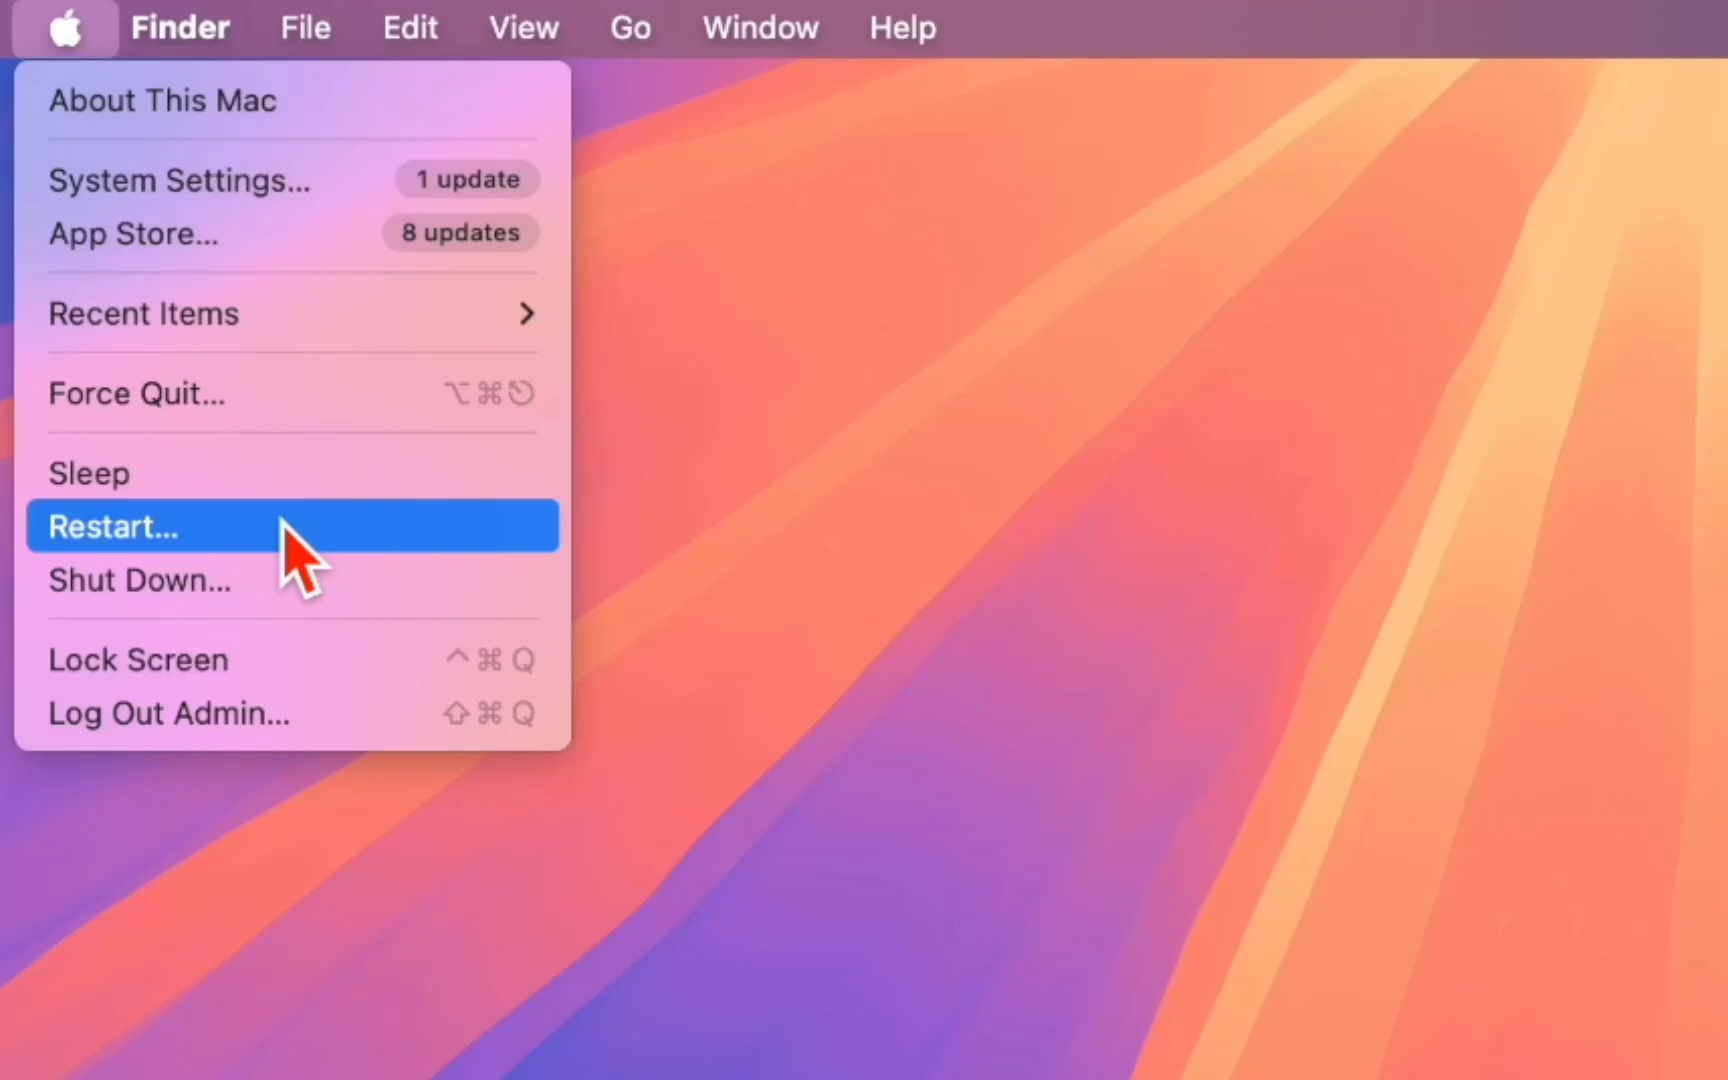 Finder File Edit View Go Window Help
About This Mac
System Settings... 1 update
App Store... 8 updates
Recent Items
Force Quit... ⌥⌘⎋
Sleep
Restart...
Shut Down...
Lock Screen ^⌘Q
Log Out Admin... ⇧⌘Q